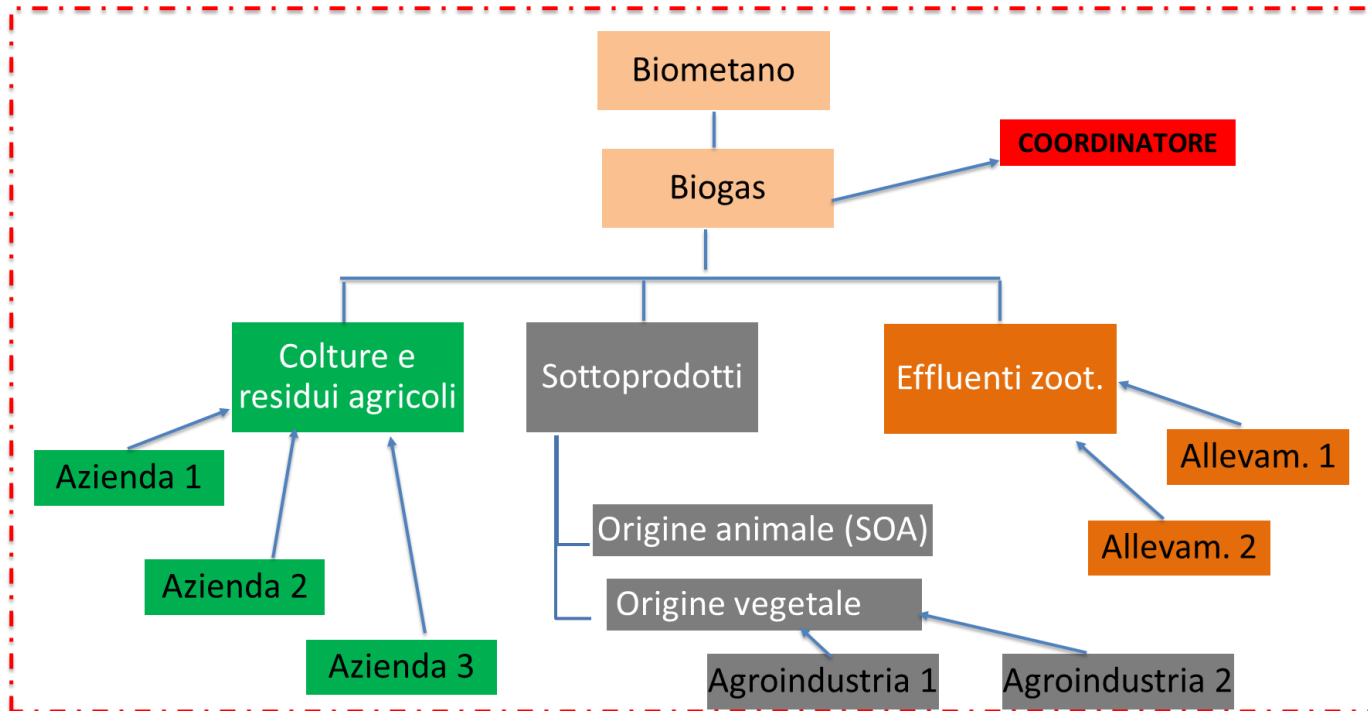 Biometano
COORDINATORE
Biogas
Colture e
residui agricoli
Sottoprodotti
Effluenti zoot.
Azienda 1
Allevam. 1
Origine animale (SOA)
Allevam. 2
Azienda 2
Origine vegetale
Azienda 3
Agroindustria 1
Agroindustria 2